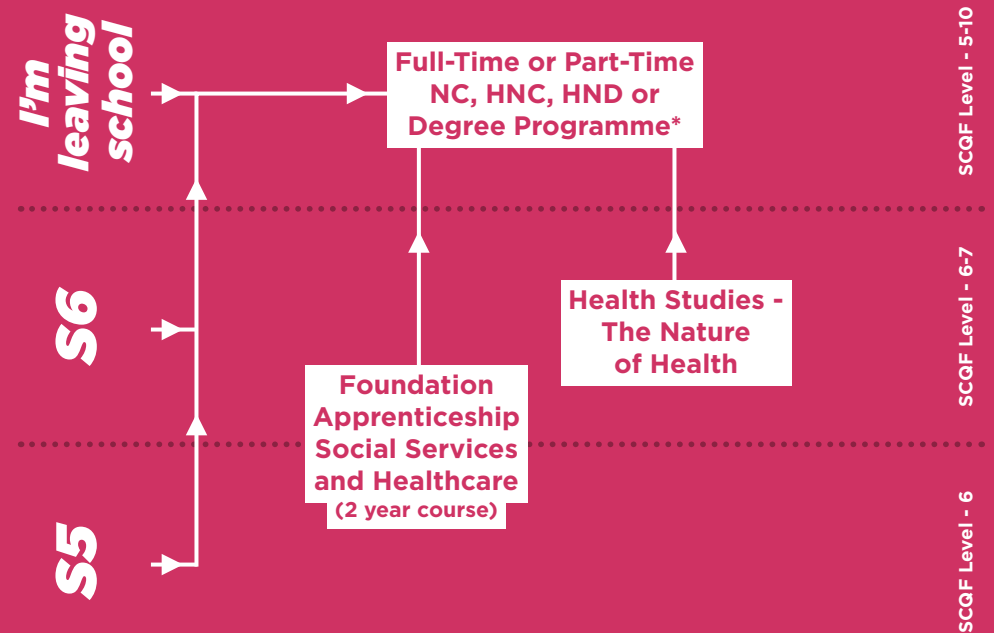 I'm
leaving
school
Full-Time or Part-Time
NC, HNC, HND or
Degree Programme*
SCQF Level - 5-10
S6
Health Studies -
The Nature
of Health
SCQF Level - 6-7
Foundation
Apprenticeship
Social Services
and Healthcare
(2 year course)
S5
SCQF Level - 6